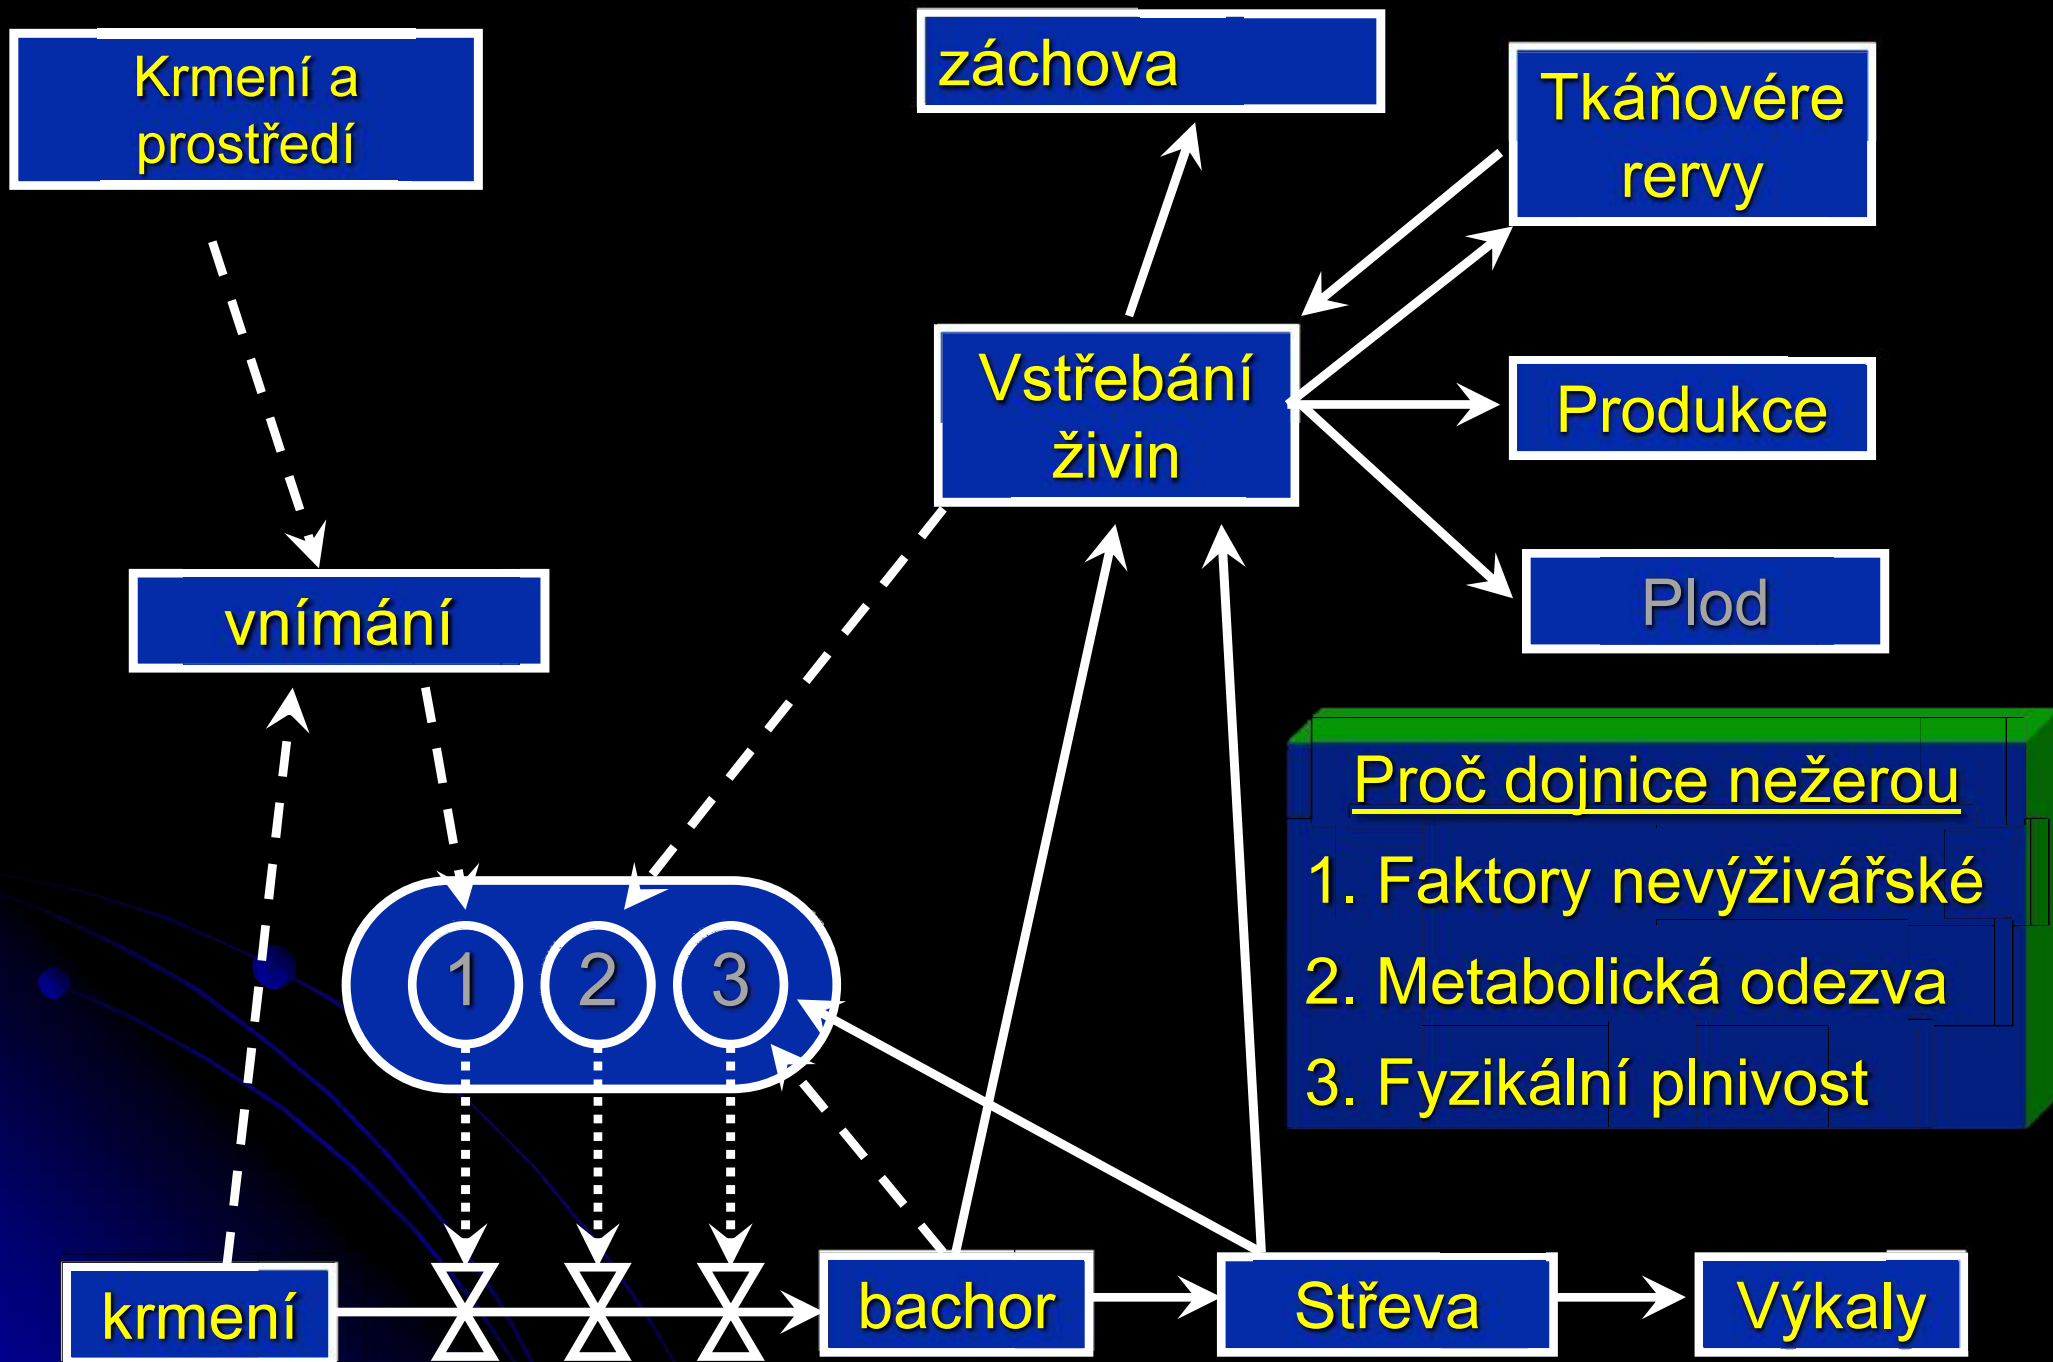 Krmení a
prostředí
záchova
Tkáňovére
rervy
Vstřebání
živin
Produkce
Plod
vnímání
Proč dojnice nežerou
1. Faktory nevýživářské
2. Metabolická odezva
3. Fyzikální plnivost
1 2 3
krmení
bachor
Střeva
Výkaly